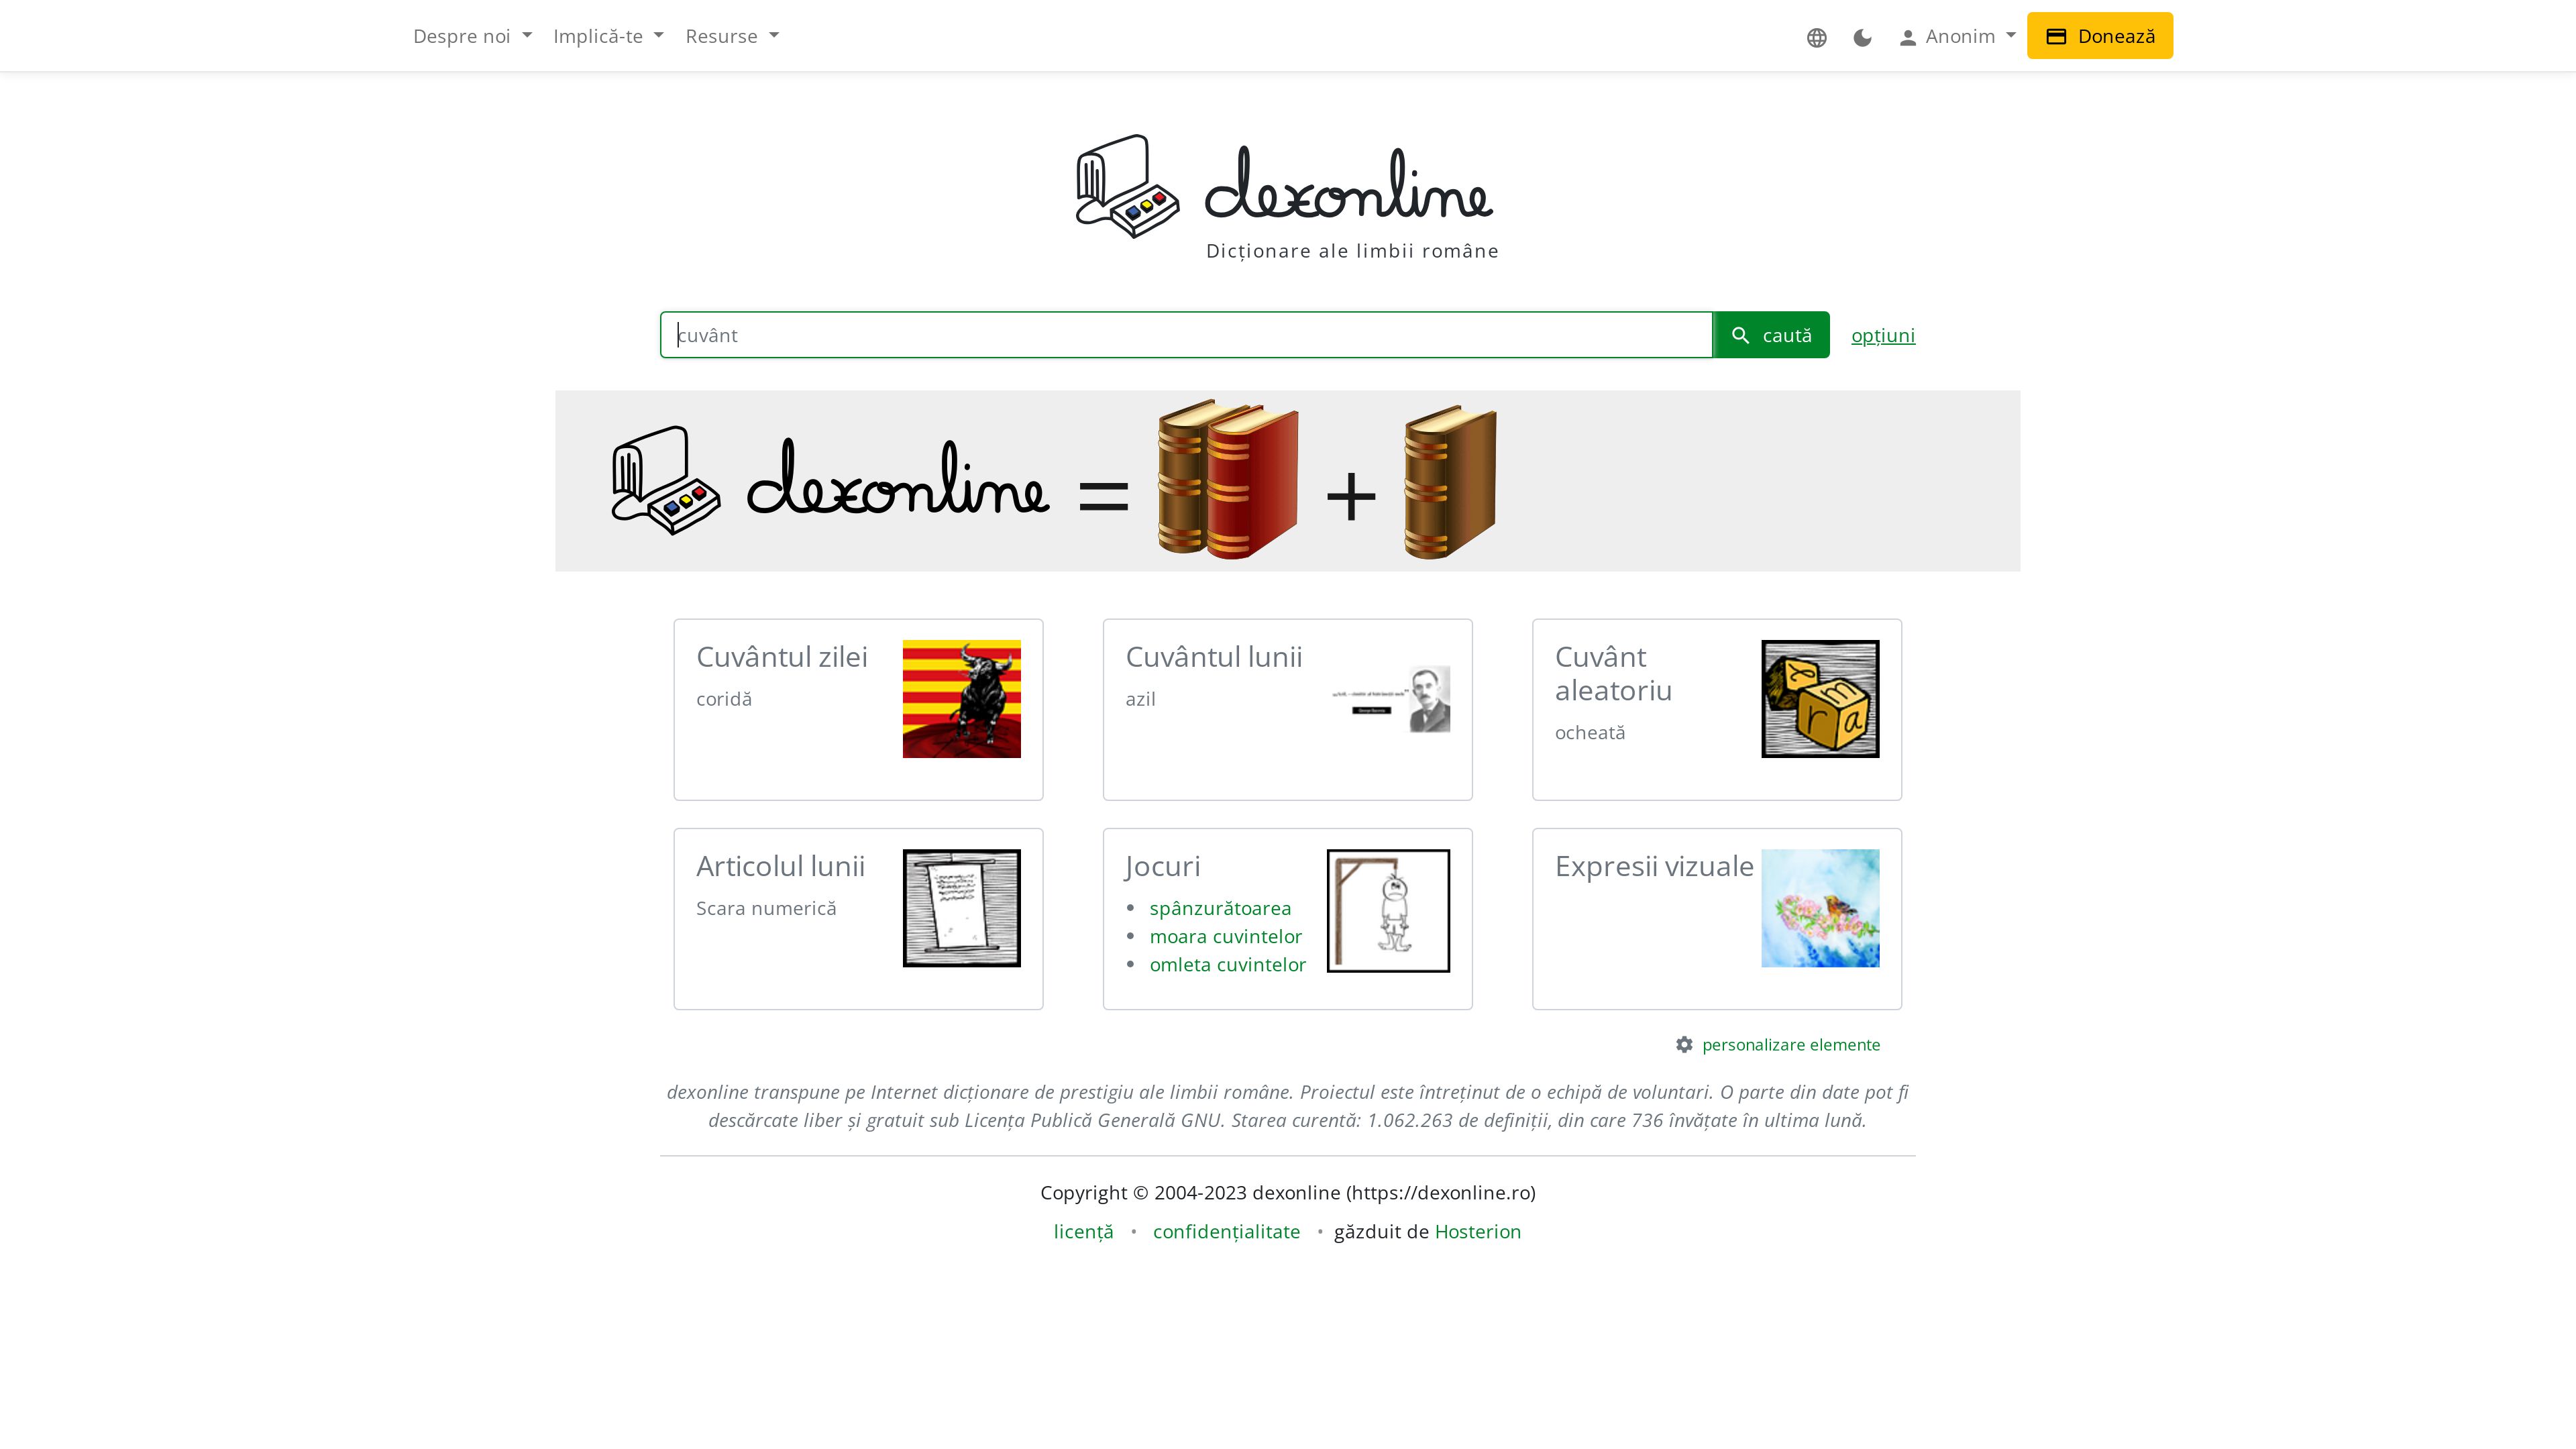 Despre noi Implică-te Resurse Anonim Donează
dexonline
Dicționare ale limbii române
cuvânt caută opțiuni
dexonline = +
Cuvântul zilei
coridă
Cuvântul lunii
azil
Cuvânt
aleatoriu
ocheată
r a m
Articolul lunii
Scara numerică
Jocuri
• spânzurătoarea
• moara cuvintelor
• omleta cuvintelor
Expresii vizuale
personalizare elemente
dexonline transpune pe Internet dicționare de prestigiu ale limbii române. Proiectul este întreținut de o echipă de voluntari. O parte din date pot fi
descărcate liber și gratuit sub Licența Publică Generală GNU. Starea curentă: 1.062.263 de definiții, din care 736 învățate în ultima lună.
Copyright © 2004-2023 dexonline (https://dexonline.ro)
licență • confidențialitate • găzduit de Hosterion